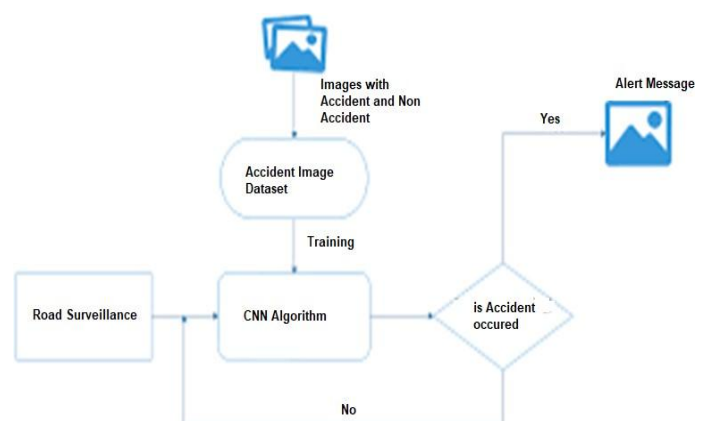 Images with
Accident and Non
Accident
Alert Message
Yes
Accident Image
Dataset
Training
Road Surveillance
CNN Algorithm
is Accident
occured
No